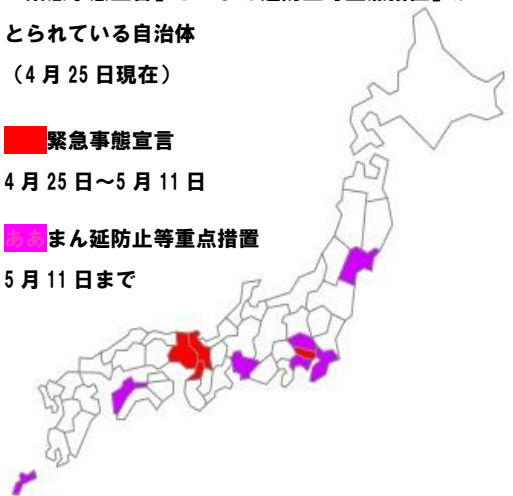 とられている自治体
(4月25日現在)
緊急事態宣言
4月25日~5月11日
ああまん延防止等重点措置
5月11日まで